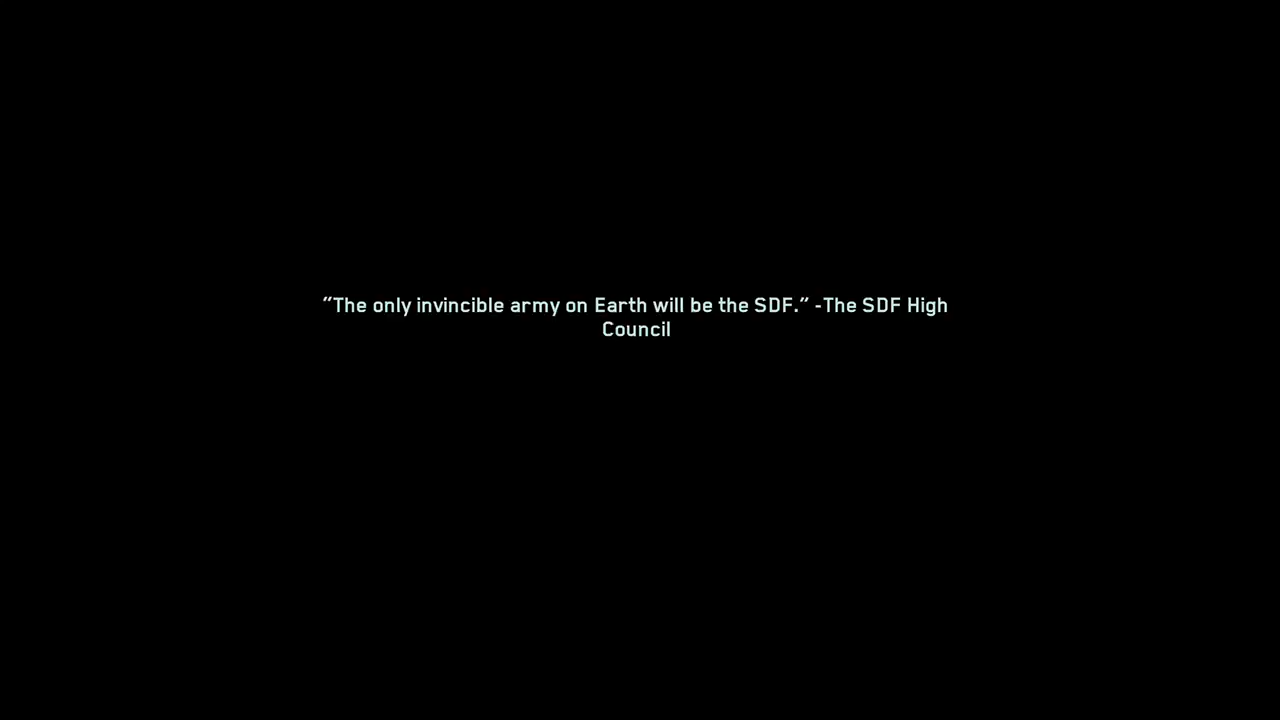 “The only invincible army on Earth will be the SDF.” -The SDF High
Council